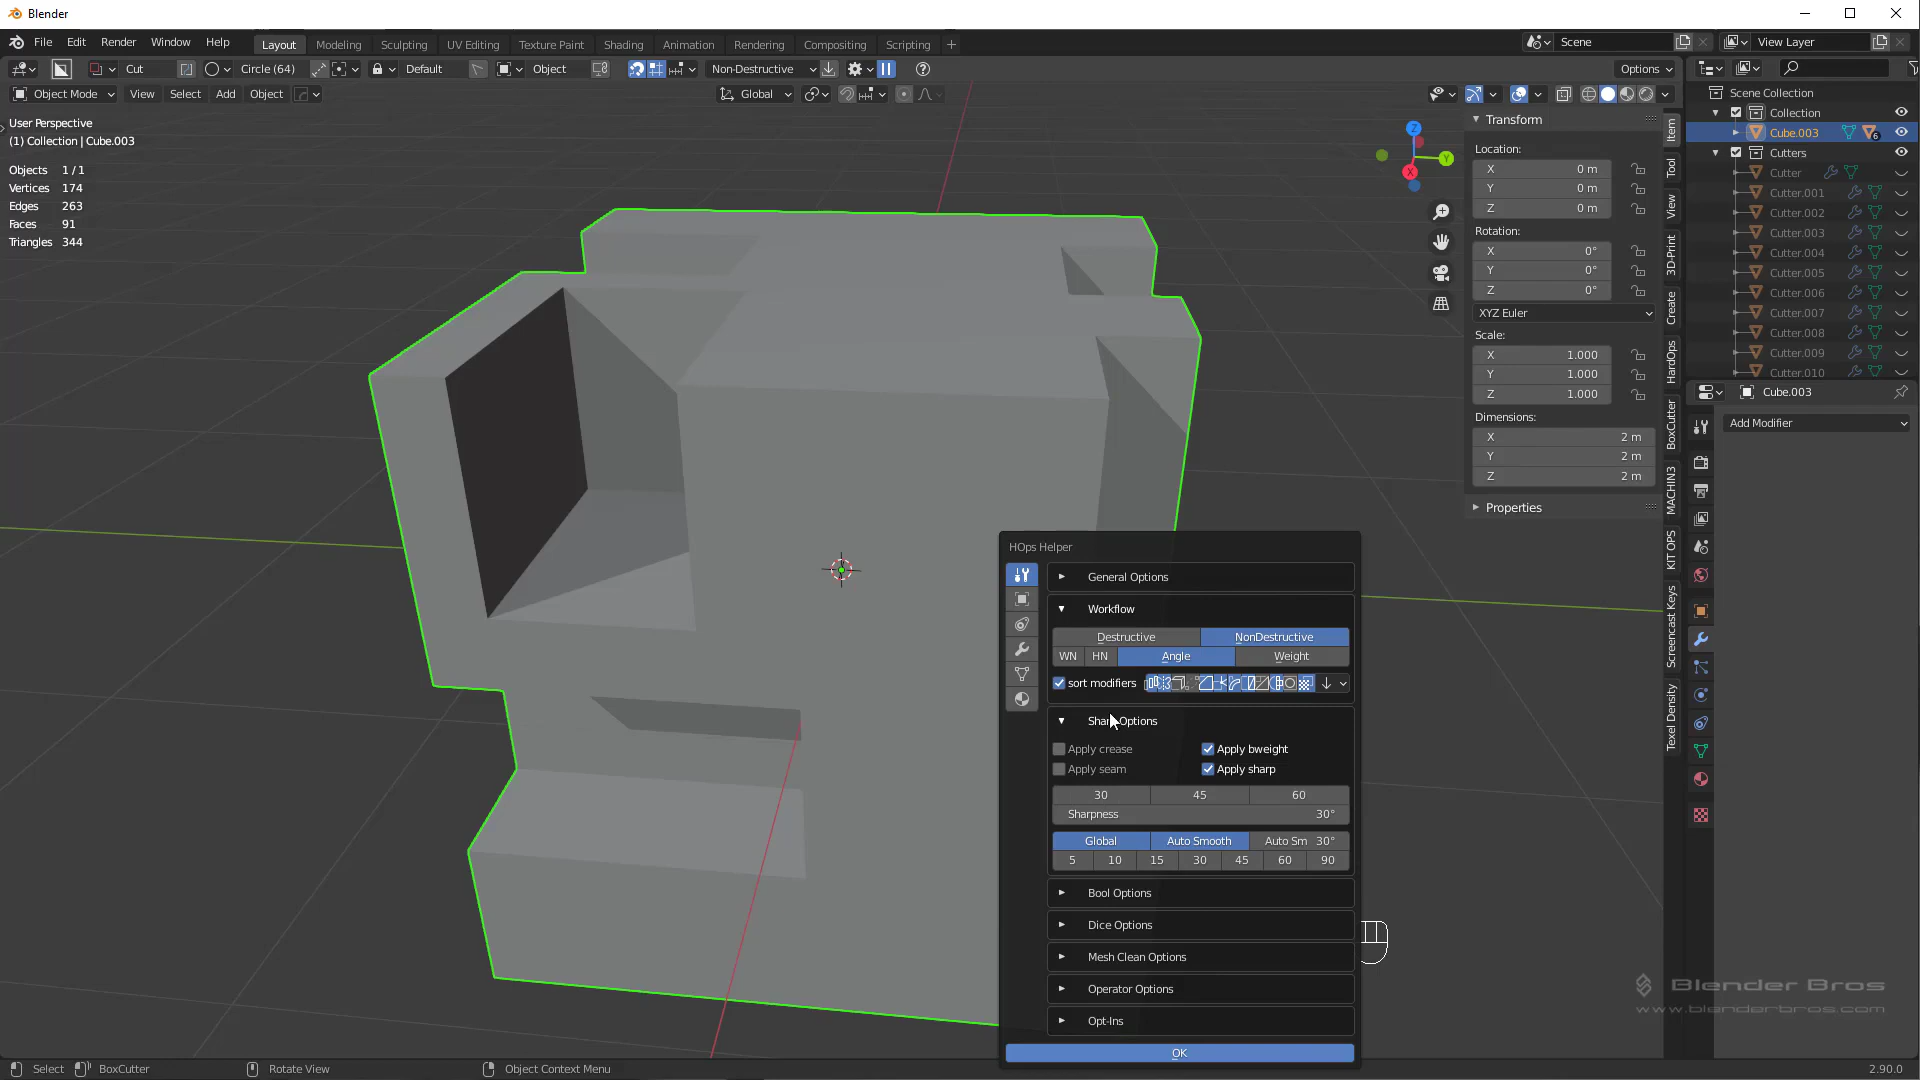 Blender
File Edit Render Window Help
Layout Modeling Sculpting UV Editing Texture Paint Shading Animation Rendering Compositing Scripting +
Scene
View Layer
Cut
Circle (64)
Default
Object
Non-Destructive
Options
Object Mode View Select Add Object
Global
User Perspective
(1) Collection | Cube.003
Objects 1 / 1
Vertices 174
Edges 263
Faces 91
Triangles 344
Z
Y
X
Transform
Location:
X 0 m
Y 0 m
Z 0 m
Rotation:
X 0°
Y 0°
Z 0°
XYZ Euler
Scale:
X 1.000
Y 1.000
Z 1.000
Dimensions:
X 2 m
Y 2 m
Z 2 m
Properties
Item
Tool
View
3D-Print
Create
HardOps
BoxCutter
MACHIN3
KIT OPS
Screencast Keys
Texel Density
Scene Collection
Collection
Cube.003
6
Cutters
Cutter
Cutter.001
Cutter.002
Cutter.003
Cutter.004
Cutter.005
Cutter.006
Cutter.007
Cutter.008
Cutter.009
Cutter.010
Cube.003
Add Modifier
HOps Helper
General Options
Workflow
Destructive NonDestructive
WN HN Angle Weight
sort modifiers
Sharp Options
Apply crease Apply bweight
Apply seam Apply sharp
30 45 60
Sharpness 30°
Global Auto Smooth Auto Sm 30°
5 10 15 30 45 60 90
Bool Options
Dice Options
Mesh Clean Options
Operator Options
Opt-Ins
OK
Blender Bros
www.blenderbros.com
Select BoxCutter Rotate View Object Context Menu 2.90.0